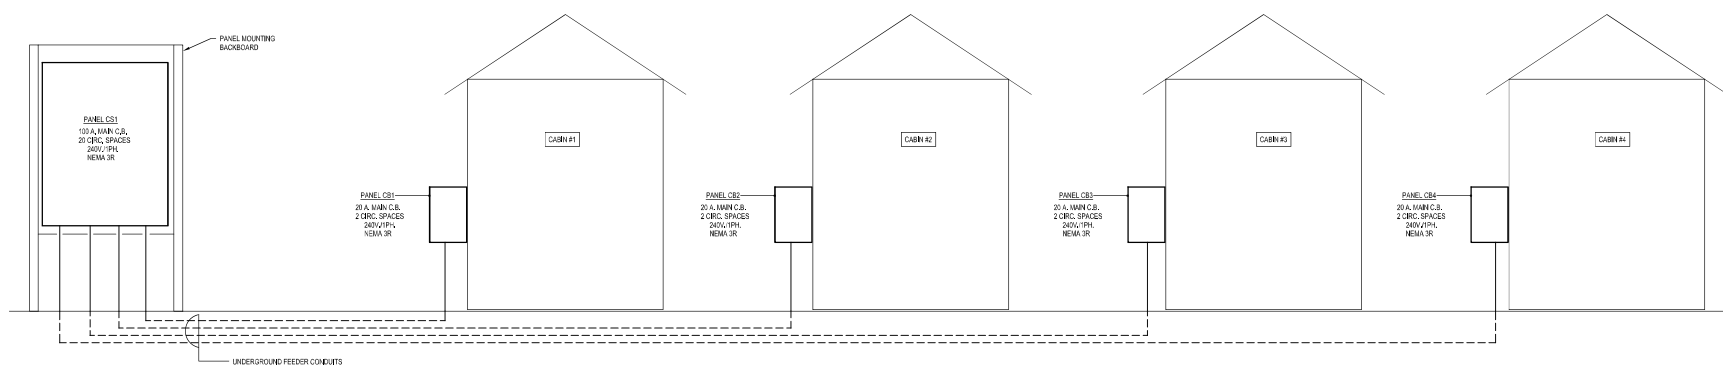 PANEL MOUNTING
BACKBOARD
PANEL CS1
100 A. MAIN C.B.
20 CIRC. SPACES
240V./1PH.
NEMA 3R
CABIN #1
CABIN #2
CABIN #3
CABIN #4
PANEL CB1
20 A. MAIN C.B.
2 CIRC. SPACES
240V./1PH.
NEMA 3R
PANEL CB2
20 A. MAIN C.B.
2 CIRC. SPACES
240V./1PH.
NEMA 3R
PANEL CB3
20 A. MAIN C.B.
2 CIRC. SPACES
240V./1PH.
NEMA 3R
PANEL CB4
20 A. MAIN C.B.
2 CIRC. SPACES
240V./1PH.
NEMA 3R
UNDERGROUND FEEDER CONDUITS